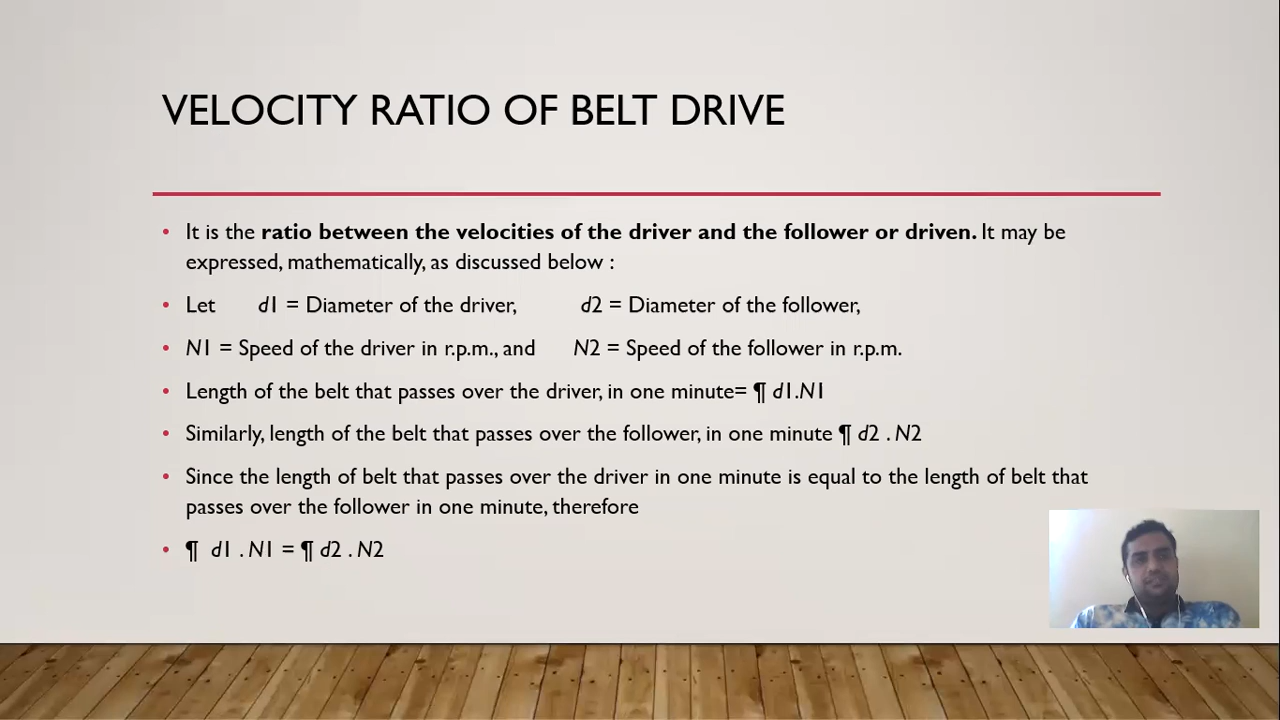 VELOCITY RATIO OF BELT DRIVE
• It is the ratio between the velocities of the driver and the follower or driven. It may be
expressed, mathematically, as discussed below :
• Let d1 = Diameter of the driver, d2 = Diameter of the follower,
• N1 = Speed of the driver in r.p.m., and N2 = Speed of the follower in r.p.m.
• Length of the belt that passes over the driver, in one minute= ¶ d1.N1
• Similarly, length of the belt that passes over the follower, in one minute ¶ d2 . N2
• Since the length of belt that passes over the driver in one minute is equal to the length of belt that
passes over the follower in one minute, therefore
• ¶ d1 . N1 = ¶ d2 . N2